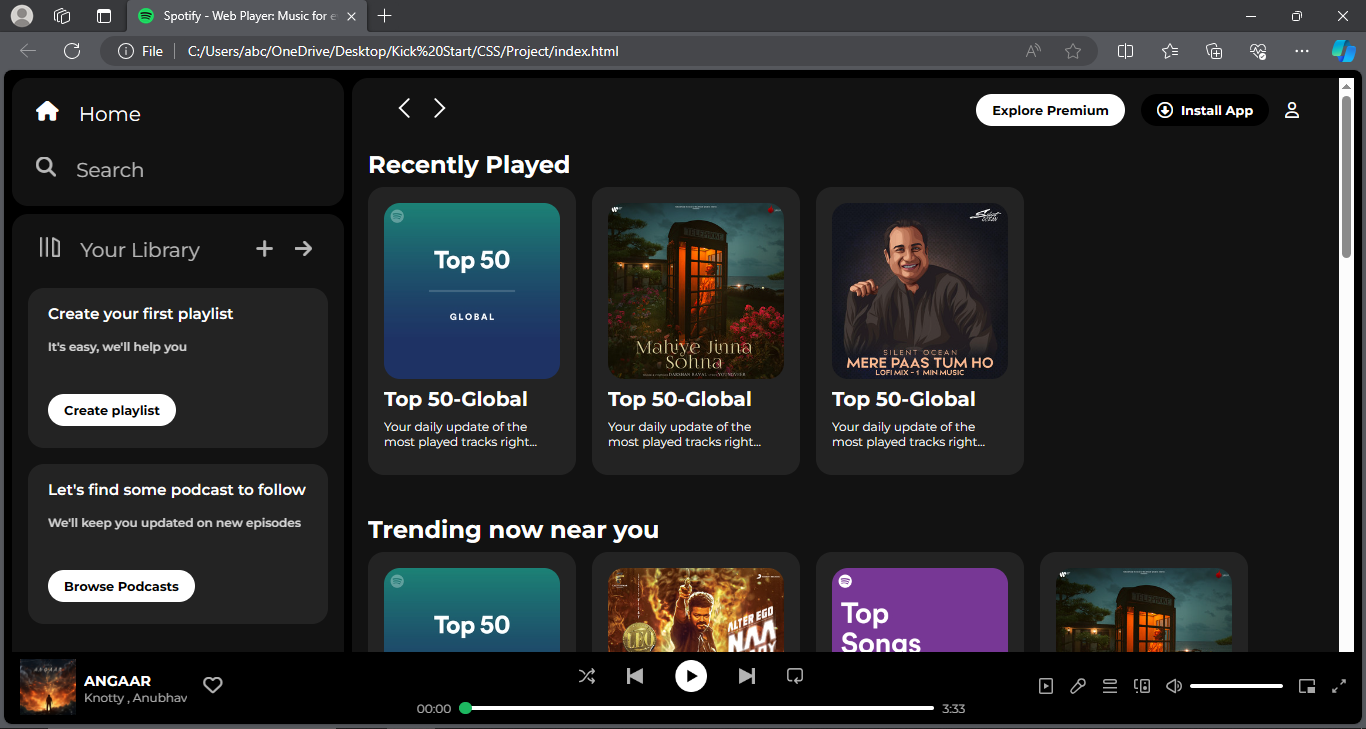 Spotify - Web Player: Music for e
File
C:/Users/abc/OneDrive/Desktop/Kick%20Start/CSS/Project/index.html
Home
Search
Your Library
Create your first playlist
It's easy, we'll help you
Create playlist
Let's find some podcast to follow
We'll keep you updated on new episodes
Browse Podcasts
Explore Premium
Install App
Recently Played
Top 50
GLOBAL
Top 50-Global
Your daily update of the
most played tracks right...
TELEPHONE
Mahiye Jinna
Sohna
Top 50-Global
Your daily update of the
most played tracks right...
Silent
OCEAN
SILENT OCEAN
MERE PAAS TUM HO
LOFI MIX - 1 MIN MUSIC
Top 50-Global
Your daily update of the
most played tracks right...
Trending now near you
Top 50
LEO
ALTER EGO
NAA
Top
Songs
ANGAAR
ANGAAR
Knotty , Anubhav
00:00
3:33